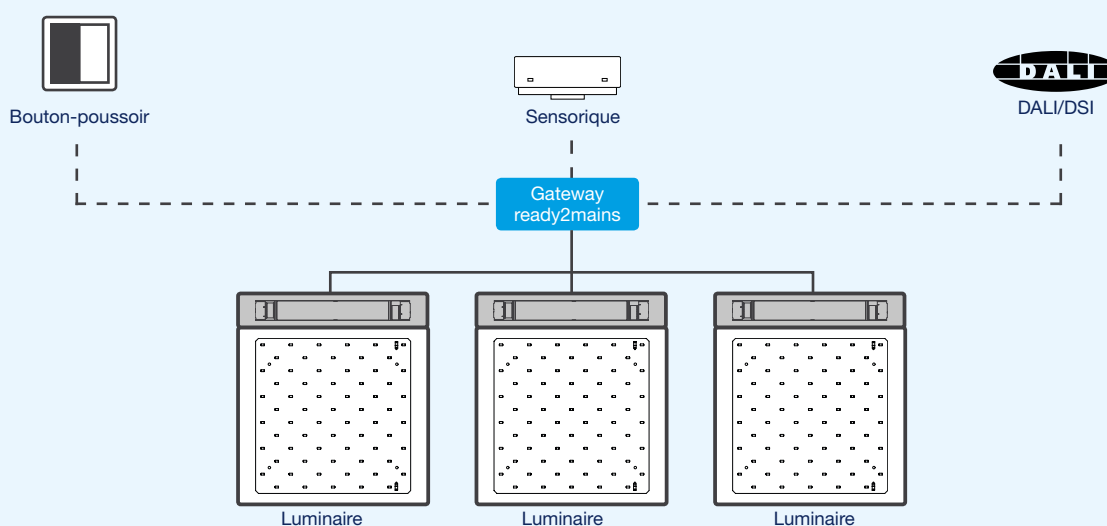 DALI
Bouton-poussoir
Sensorique
DALI/DSI
Gateway
ready2mains
Luminaire
Luminaire
Luminaire